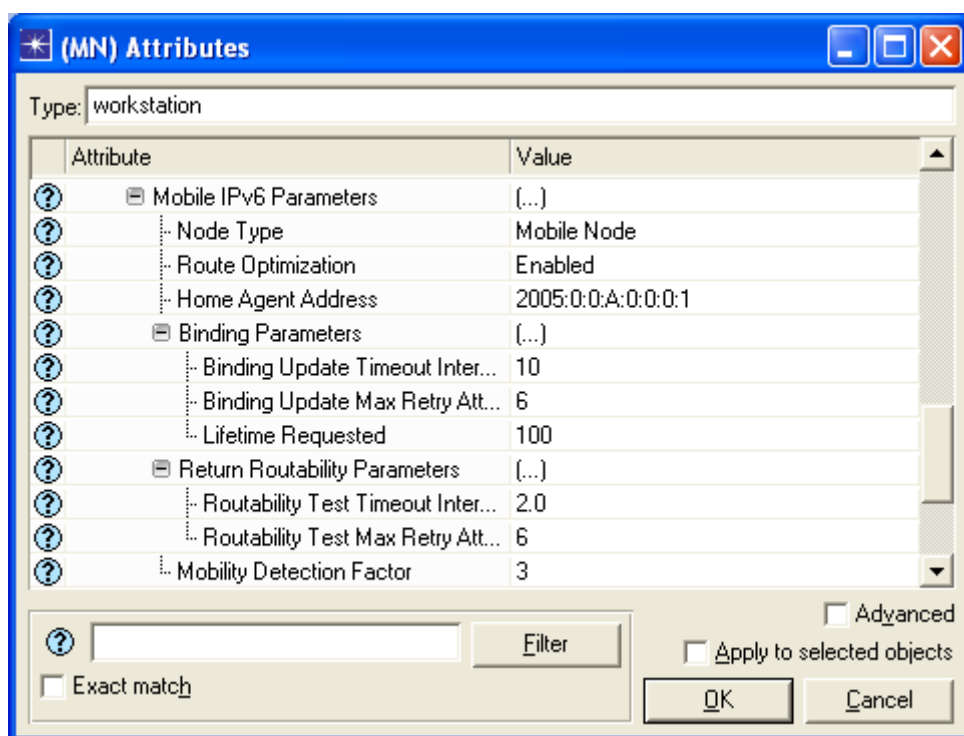 (MN) Attributes
Type: workstation
Attribute Value
Mobile IPv6 Parameters (...)
Node Type Mobile Node
Route Optimization Enabled
Home Agent Address 2005:0:0:A:0:0:0:1
Binding Parameters (...)
Binding Update Timeout Inter... 10
Binding Update Max Retry Att... 6
Lifetime Requested 100
Return Routability Parameters (...)
Routability Test Timeout Inter... 2.0
Routability Test Max Retry Att... 6
Mobility Detection Factor 3
Advanced
Filter
Apply to selected objects
Exact match
OK Cancel